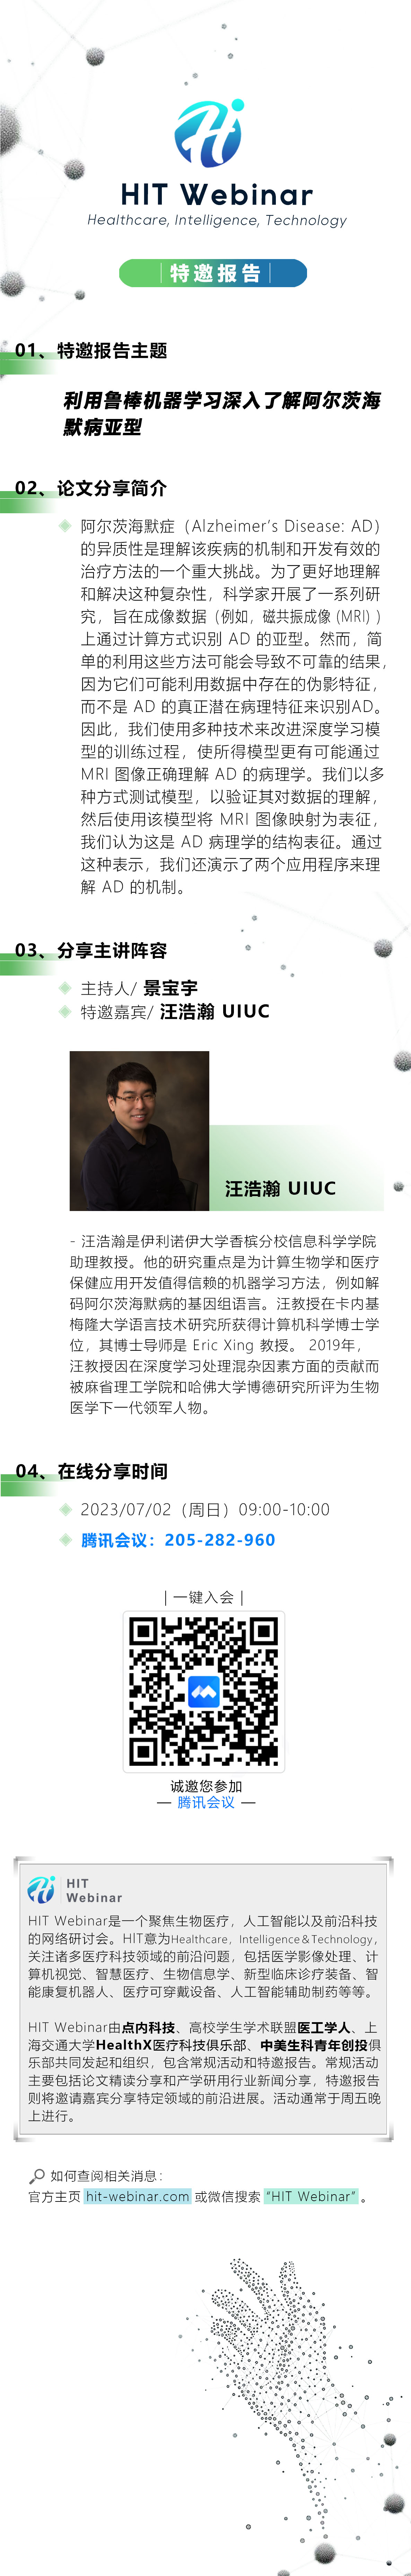 HIT Webinar
Healthcare, Intelligence, Technology
特邀报告
01、特邀报告主题
利用鲁棒机器学习深入了解阿尔茨海
默病亚型
02、论文分享简介
阿尔茨海默症（Alzheimer's Disease: AD）
的异质性是理解该疾病的机制和开发有效的
治疗方法的一个重大挑战。为了更好地理解
和解决这种复杂性，科学家开展了一系列研
究，旨在成像数据（例如，磁共振成像 (MRI) ）
上通过计算方式识别 AD 的亚型。然而，简
单的利用这些方法可能会导致不可靠的结果，
因为它们可能利用数据中存在的伪影特征，
而不是 AD 的真正潜在病理特征来识别AD。
因此，我们使用多种技术来改进深度学习模
型的训练过程，使所得模型更有可能通过
MRI 图像正确理解 AD 的病理学。我们以多
种方式测试模型，以验证其对数据的理解，
然后使用该模型将 MRI 图像映射为表征，
我们认为这是 AD 病理学的结构表征。通过
这种表示，我们还演示了两个应用程序来理
解 AD 的机制。
03、分享主讲阵容
主持人/ 景宝宇
特邀嘉宾/ 汪浩瀚 UIUC
汪浩瀚 UIUC
- 汪浩瀚是伊利诺伊大学香槟分校信息科学学院
助理教授。他的研究重点是为计算生物学和医疗
保健应用开发值得信赖的机器学习方法，例如解
码阿尔茨海默病的基因组语言。汪教授在卡内基
梅隆大学语言技术研究所获得计算机科学博士学
位，其博士导师是 Eric Xing 教授。 2019年，
汪教授因在深度学习处理混杂因素方面的贡献而
被麻省理工学院和哈佛大学博德研究所评为生物
医学下一代领军人物。
04、在线分享时间
2023/07/02（周日）09:00-10:00
腾讯会议：205-282-960
| 一键入会 |
诚邀您参加
— 腾讯会议 —
HIT
Webinar
HIT Webinar是一个聚焦生物医疗，人工智能以及前沿科技
的网络研讨会。HIT意为Healthcare，Intelligence＆Technology，
关注诸多医疗科技领域的前沿问题，包括医学影像处理、计
算机视觉、智慧医疗、生物信息学、新型临床诊疗装备、智
能康复机器人、医疗可穿戴设备、人工智能辅助制药等等。
HIT Webinar由点内科技、高校学生学术联盟医工学人、上
海交通大学HealthX医疗科技俱乐部、中美生科青年创投俱
乐部共同发起和组织，包含常规活动和特邀报告。常规活动
主要包括论文精读分享和产学研用行业新闻分享，特邀报告
则将邀请嘉宾分享特定领域的前沿进展。活动通常于周五晚
上进行。
如何查阅相关消息：
官方主页 hit-webinar.com 或微信搜索 “HIT Webinar” 。